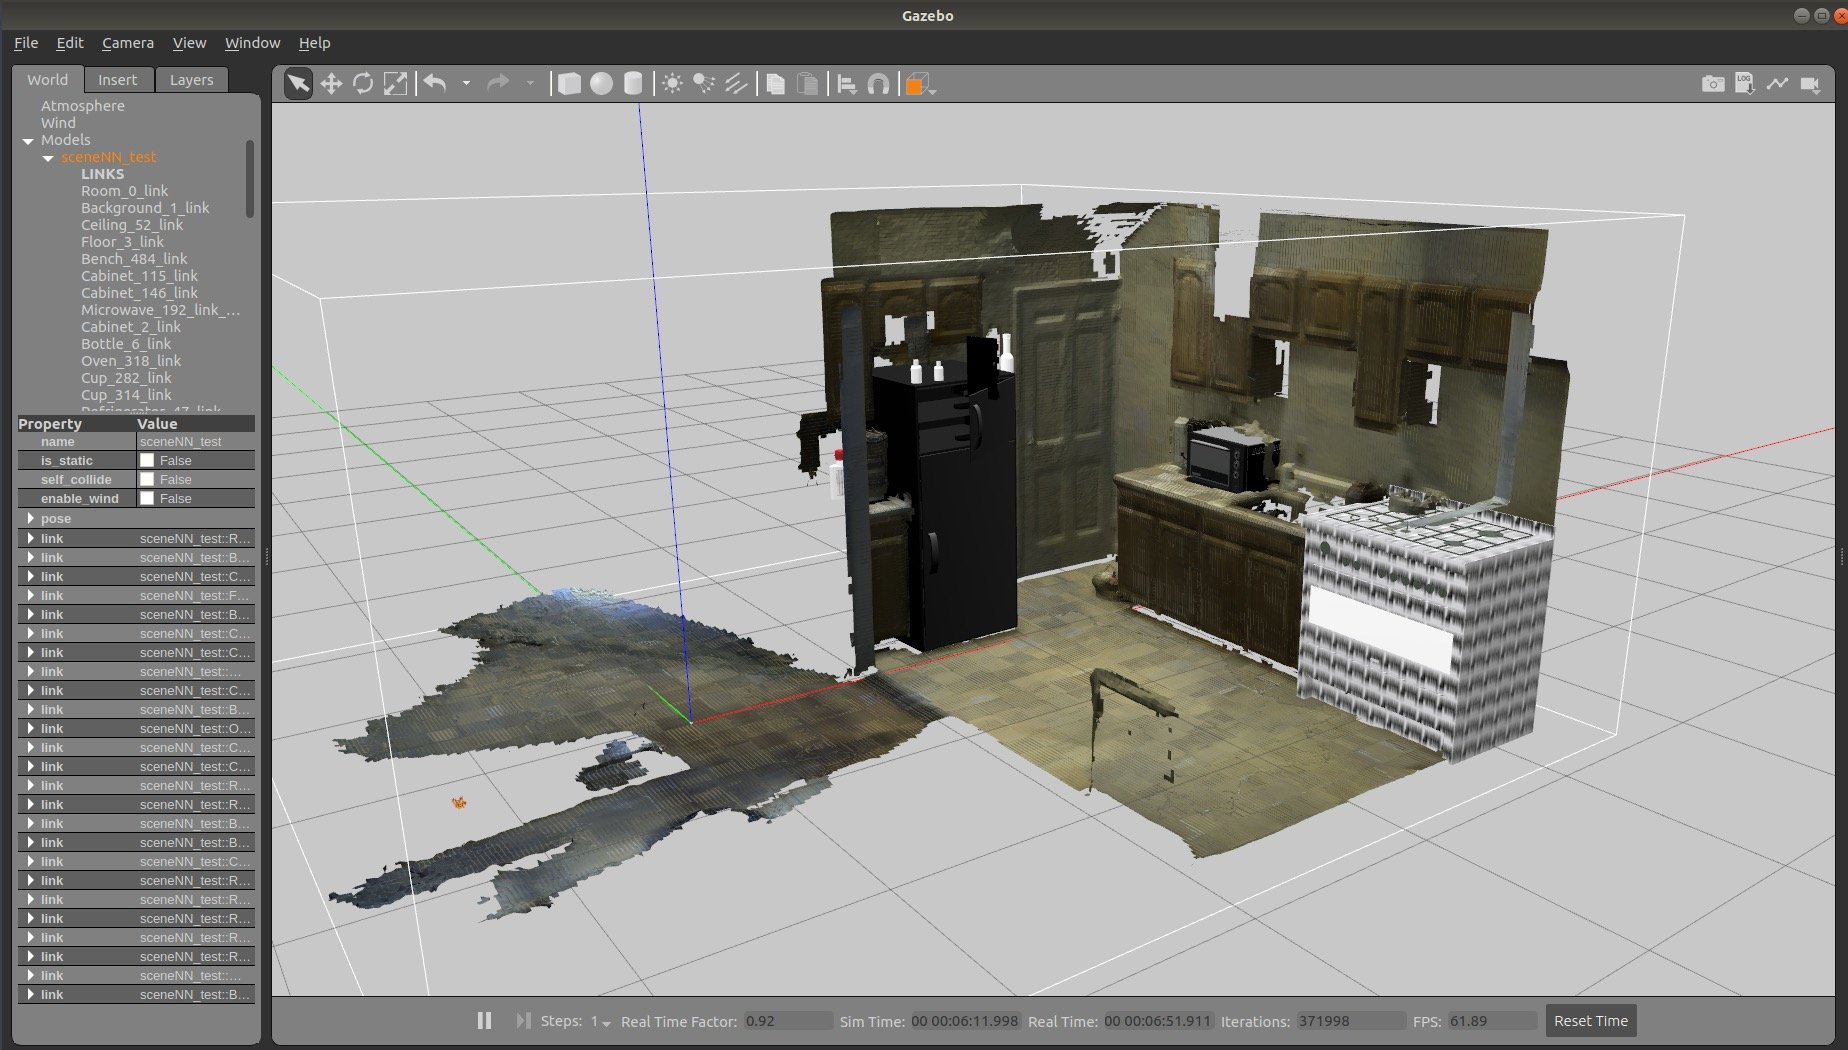 Gazebo
File Edit Camera View Window Help
World Insert Layers
LOG
Atmosphere
Wind
Models
sceneNN_test
LINKS
Room_0_link
Background_1_link
Ceiling_52_link
Floor_3_link
Bench_484_link
Cabinet_115_link
Cabinet_146_link
Microwave_192_link_...
Cabinet_2_link
Bottle_6_link
Oven_318_link
Cup_282_link
Cup_314_link
Refrigerator_47_link
Property Value
name sceneNN_test
is_static False
self_collide False
enable_wind False
pose
link sceneNN_test::R...
link sceneNN_test::B...
link sceneNN_test::C...
link sceneNN_test::F...
link sceneNN_test::B...
link sceneNN_test::C...
link sceneNN_test::C...
link sceneNN_test::...
link sceneNN_test::C...
link sceneNN_test::B...
link sceneNN_test::O...
link sceneNN_test::C...
link sceneNN_test::C...
link sceneNN_test::R...
link sceneNN_test::R...
link sceneNN_test::B...
link sceneNN_test::B...
link sceneNN_test::C...
link sceneNN_test::R...
link sceneNN_test::R...
link sceneNN_test::R...
link sceneNN_test::R...
link sceneNN_test::R...
link sceneNN_test::...
link sceneNN_test::B...
Steps: 1 Real Time Factor: 0.92 Sim Time: 00 00:06:11.998 Real Time: 00 00:06:51.911 Iterations: 371998 FPS: 61.89 Reset Time